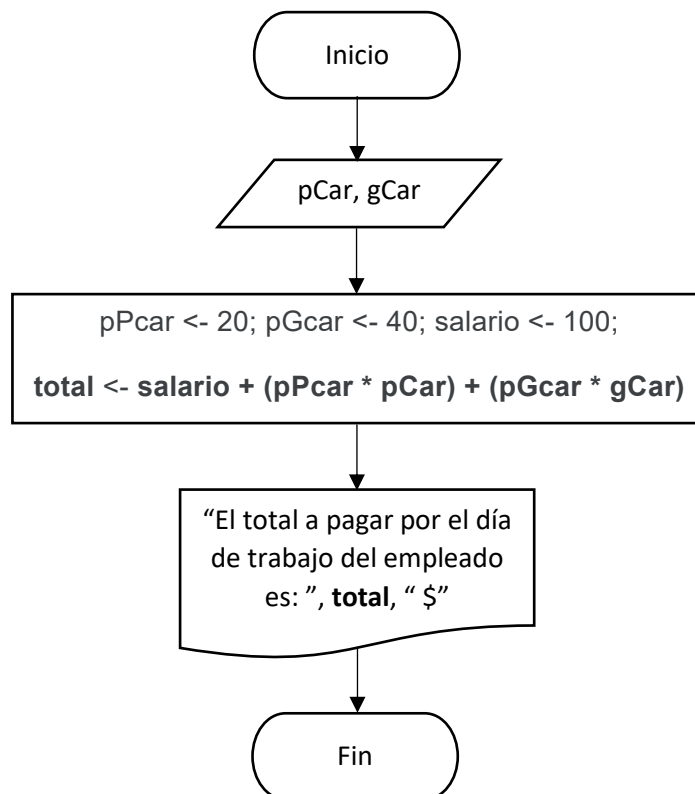 Inicio
pCar, gCar
pPcar <- 20; pGcar <- 40; salario <- 100;
total <- salario + (pPcar * pCar) + (pGcar * gCar)
“El total a pagar por el día
de trabajo del empleado
es: ”, total, “ $”
Fin